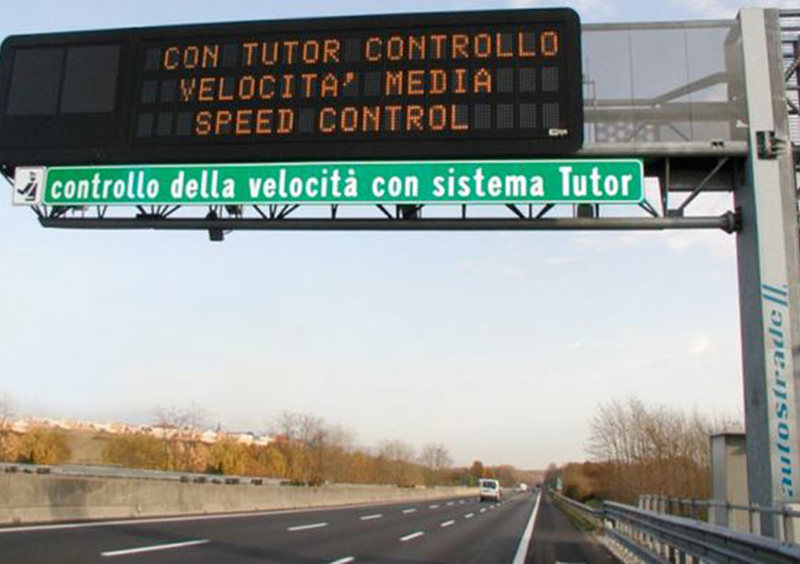 CON TUTOR CONTROLLO
VELOCITA' MEDIA
SPEED CONTROL
controllo della velocità con sistema Tutor
autostrade